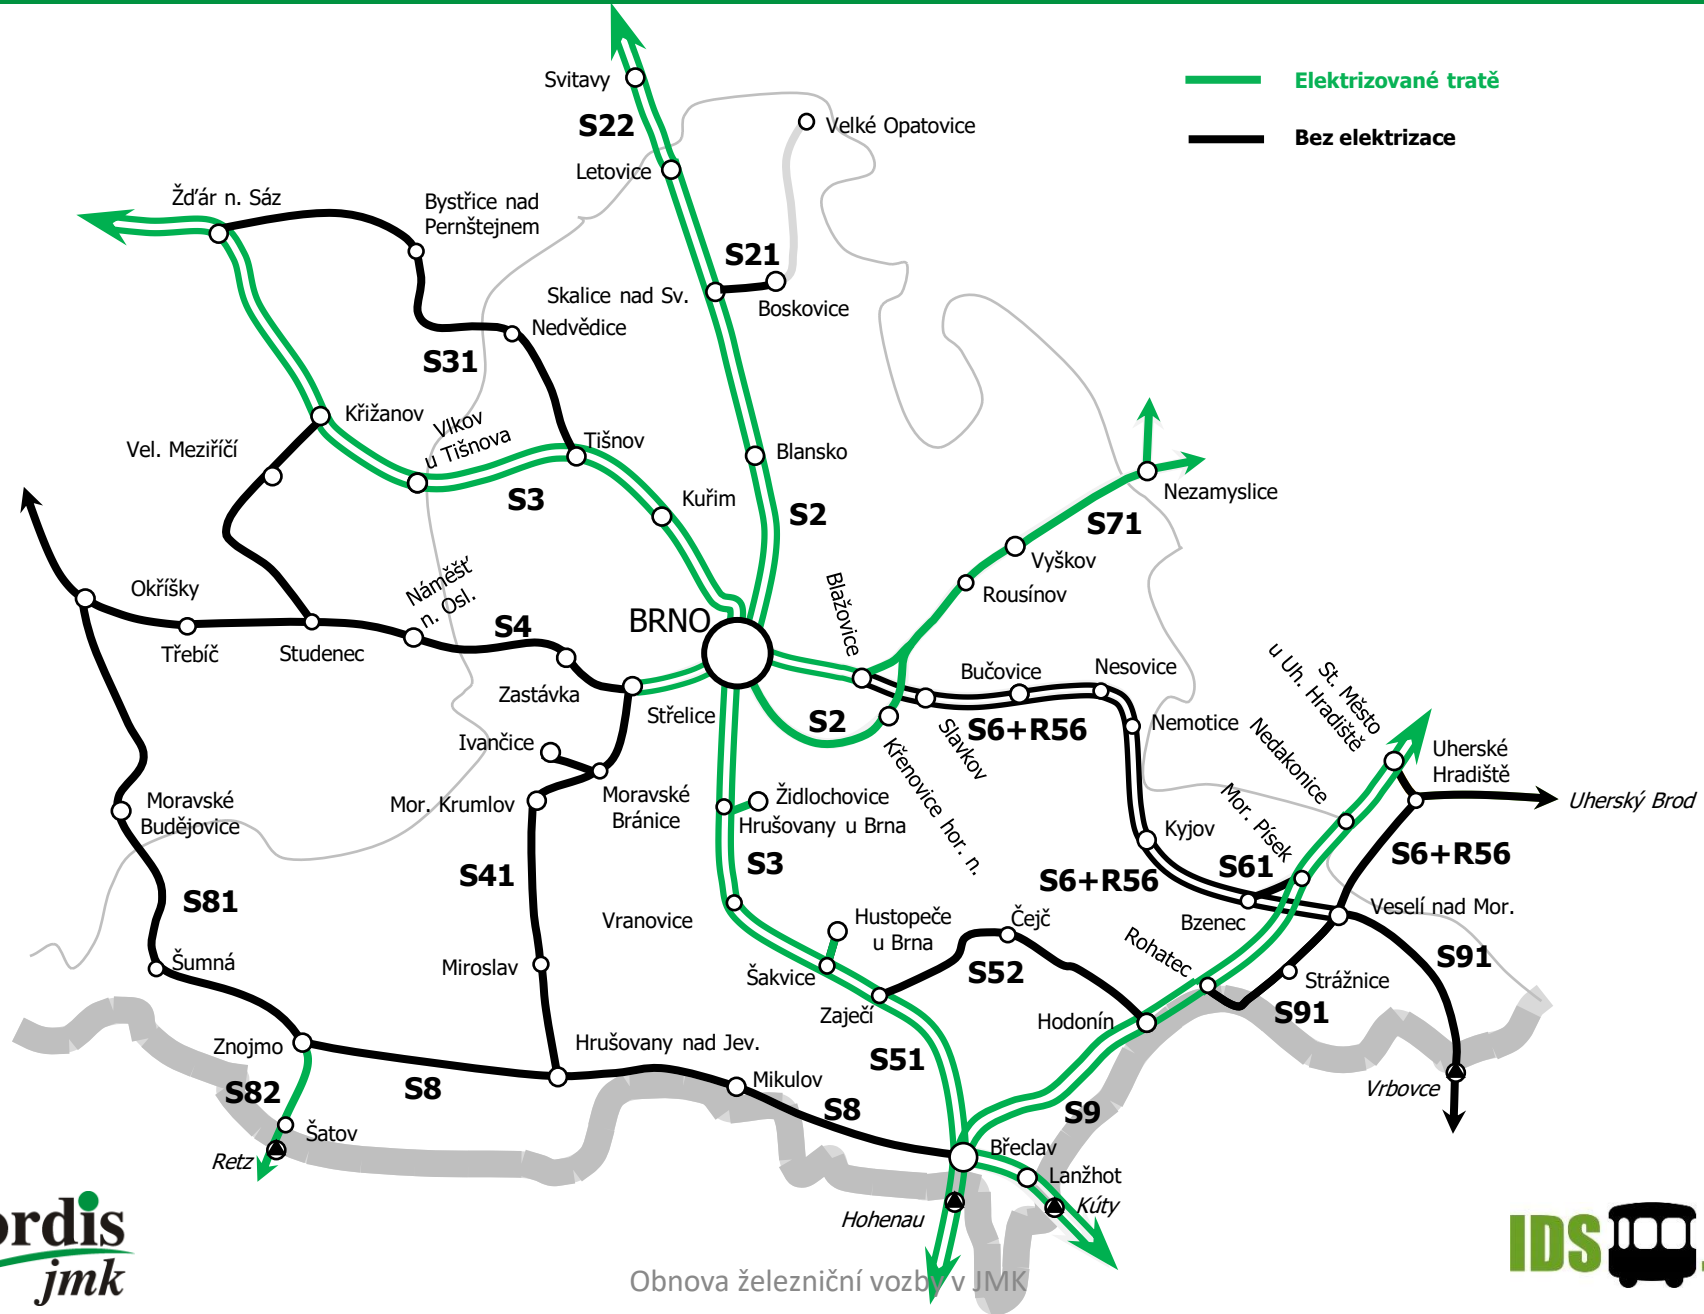 Svitavy
Elektrizované tratě
S22
Velké Opatovice
Bez elektrizace
Letovice
Žďár n. Sáz
Bystřice nad
Pernštejnem
S21
Skalice nad Sv.
Boskovice
Nedvědice
S31
Křižanov
Vlkov
u Tišnova
Tišnov
Vel. Meziříčí
Blansko
Nezamyslice
S3
Kuřim
S2
S71
Vyškov
Okříšky
Náměšť
n. Osl.
S4
BRNO
Blažovice
Rousínov
Třebíč
Studenec
Zastávka
Střelice
S2
Bučovice
Nesovice
St. Město
u Uh. Hradiště
S6+R56
Nemotice
Ivančice
Křenovice hor. n.
Slavkov
Nedakonice
Uherské
Hradiště
Moravské
Budějovice
Mor. Krumlov
Moravské
Bránice
Židlochovice
Hrušovany u Brna
Mor. Písek
Uherský Brod
Kyjov
S41
S3
S6+R56
S61
S6+R56
S81
Vranovice
Hustopeče
u Brna
Čejč
Bzenec
Veselí nad Mor.
Rohatec
S91
Šumná
Miroslav
Šakvice
S52
Strážnice
Zaječí
Hodonín
S91
Znojmo
Hrušovany nad Jev.
S51
S82
S8
Mikulov
S8
S9
Vrbovce
Šatov
Břeclav
Retz
Lanžhot
Hohenau
Kúty
ordis
jmk
Obnova železniční vozby v JMK
IDS